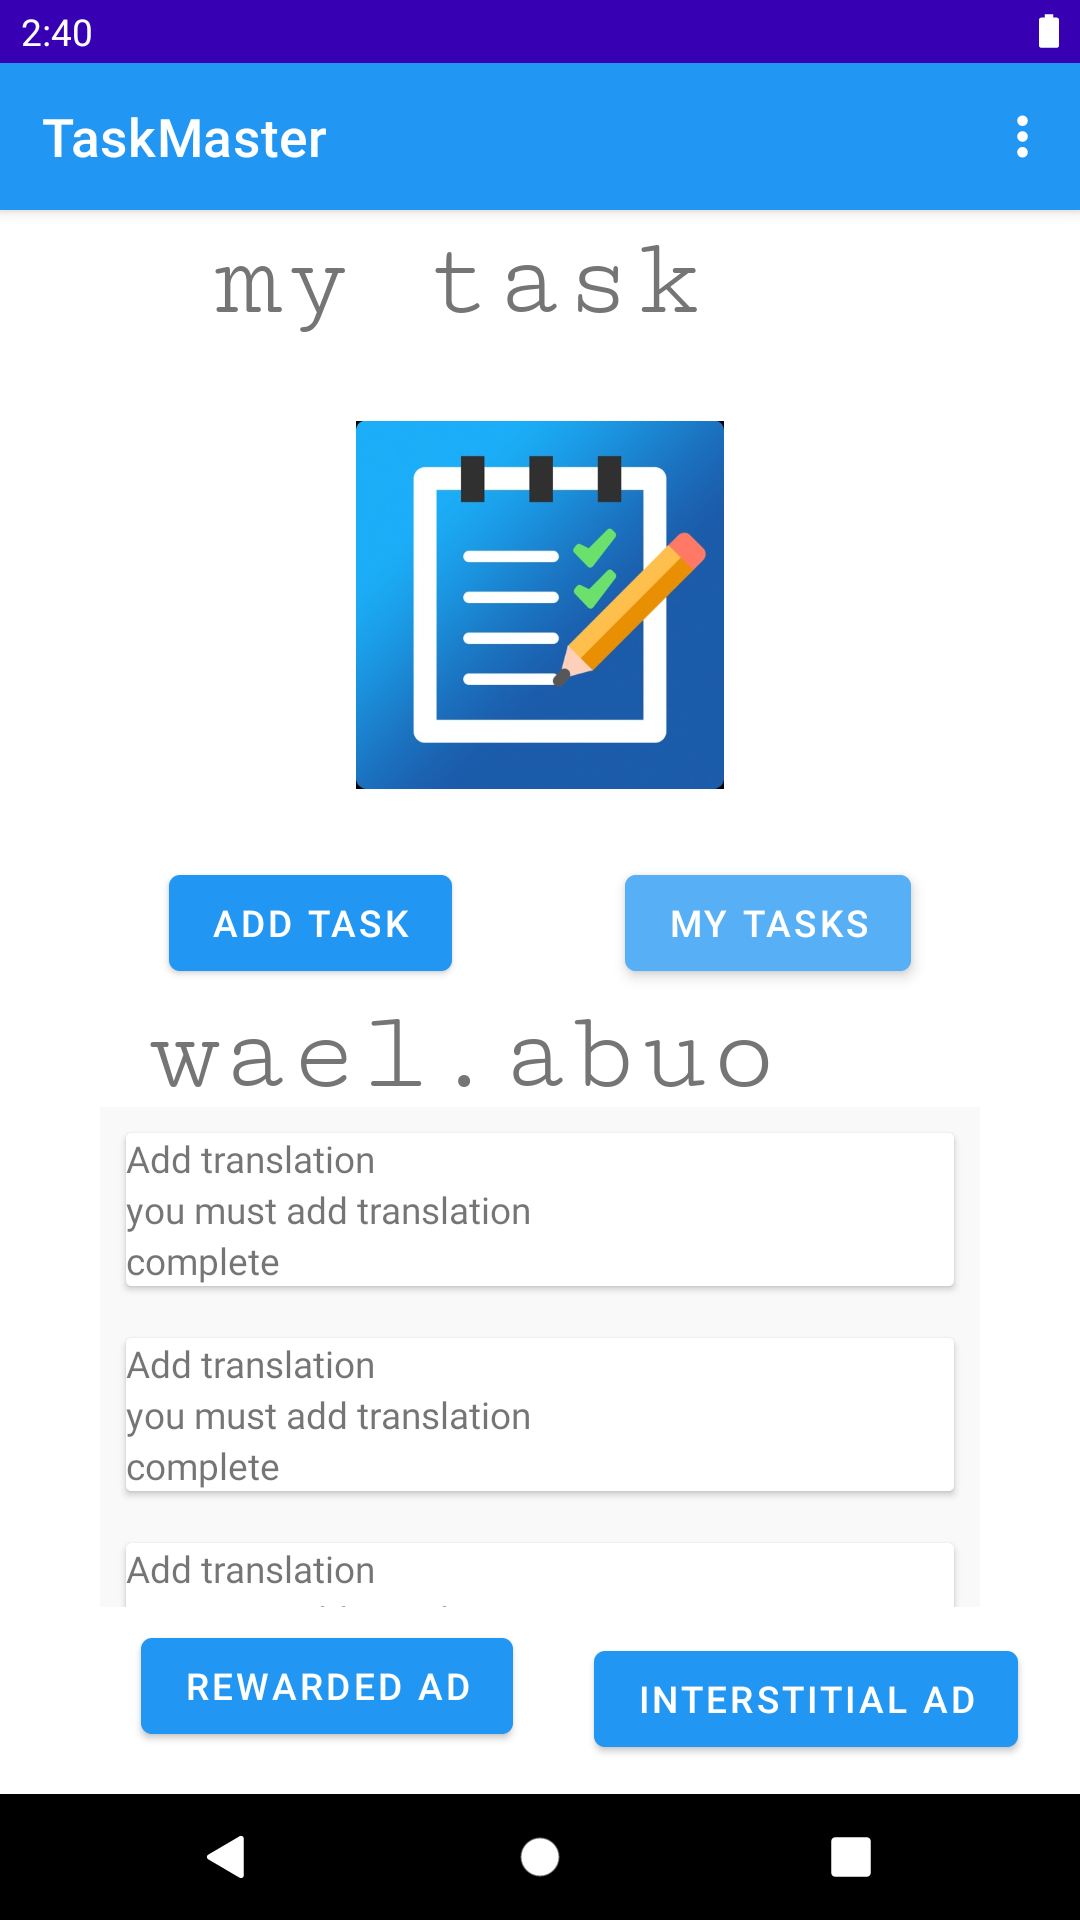 2:40
TaskMaster
my task
ADD TASK
MY TASKS
wael.abuo
Add translation
you must add translation
complete
Add translation
you must add translation
complete
Add translation
REWARDED AD
INTERSTITIAL AD